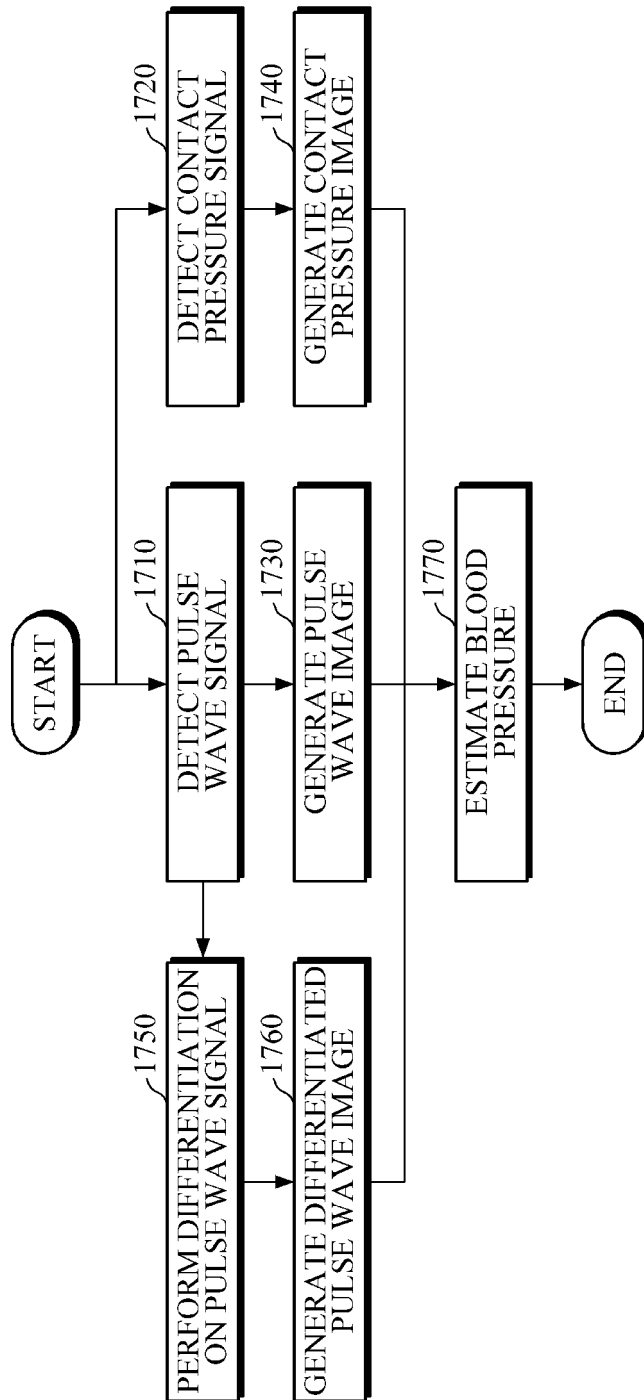 START
1750
PERFORM DIFFERENTIATION
ON PULSE WAVE SIGNAL
1710
DETECT PULSE
WAVE SIGNAL
1720
DETECT CONTACT
PRESSURE SIGNAL
1760
GENERATE DIFFERENTIATED
PULSE WAVE IMAGE
1730
GENERATE PULSE
WAVE IMAGE
1740
GENERATE CONTACT
PRESSURE IMAGE
1770
ESTIMATE BLOOD
PRESSURE
END